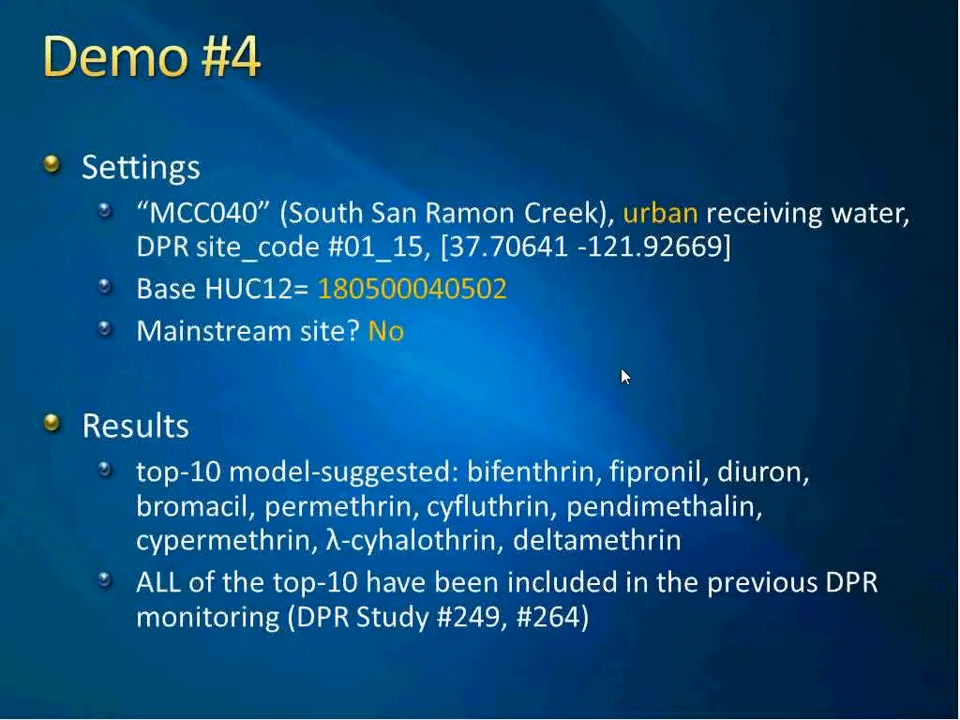 Demo #4
Settings
“MCC040” (South San Ramon Creek), urban receiving water,
DPR site_code #01_15, [37.70641 -121.92669]
Base HUC12= 180500040502
Mainstream site? No
Results
top-10 model-suggested: bifenthrin, fipronil, diuron,
bromacil, permethrin, cyfluthrin, pendimethalin,
cypermethrin, λ-cyhalothrin, deltamethrin
ALL of the top-10 have been included in the previous DPR
monitoring (DPR Study #249, #264)